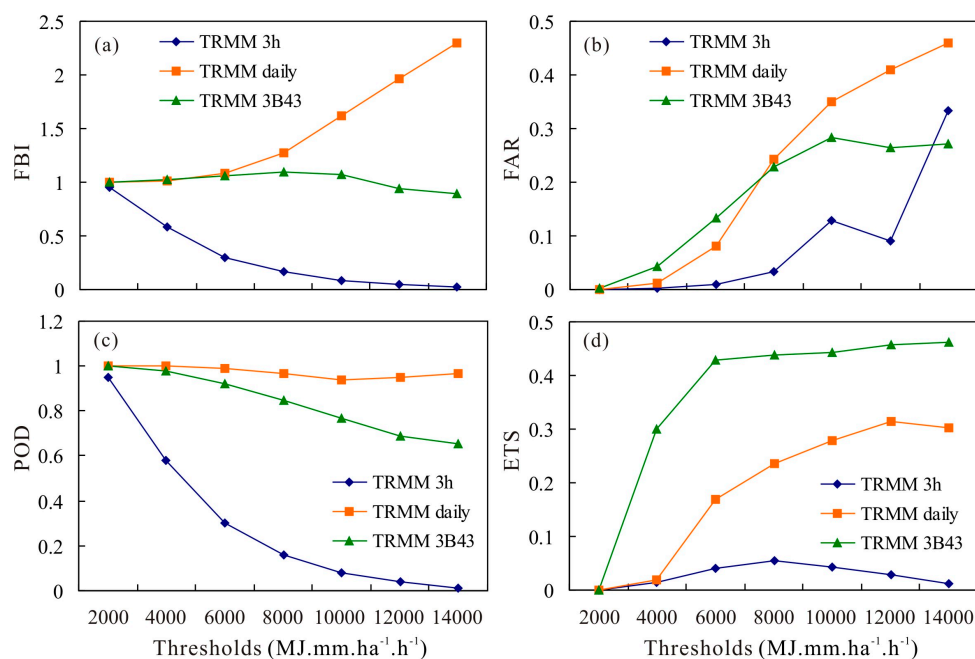 (a)
TRMM 3h
TRMM daily
TRMM 3B43
FBI
2.5
2
1.5
1
0.5
0
(b)
TRMM 3h
TRMM daily
TRMM 3B43
FAR
0.5
0.4
0.3
0.2
0.1
0
(c)
TRMM 3h
TRMM daily
TRMM 3B43
POD
1.2
1
0.8
0.6
0.4
0.2
0
2000 4000 6000 8000 10000 12000 14000
Thresholds (MJ.mm.ha⁻¹.h⁻¹)
(d)
TRMM 3h
TRMM daily
TRMM 3B43
ETS
0.5
0.4
0.3
0.2
0.1
0
2000 4000 6000 8000 10000 12000 14000
Thresholds (MJ.mm.ha⁻¹.h⁻¹)